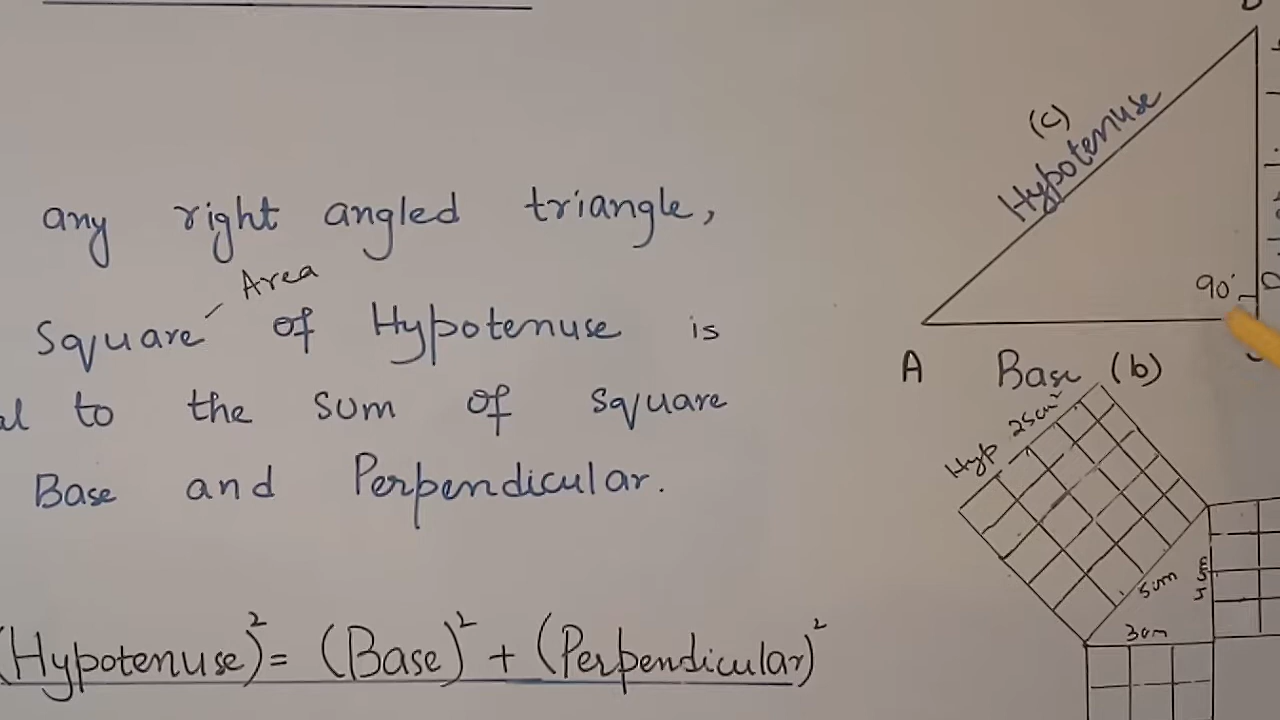 any right angled triangle,
Area
Square of Hypotenuse is
to the sum of square
Base and Perpendicular.
(Hypotenuse)² = (Base)² + (Perpendicular)²
(c)
Hypotenuse
90°
A
Base (b)
Hyp 25cm²
5cm
3cm